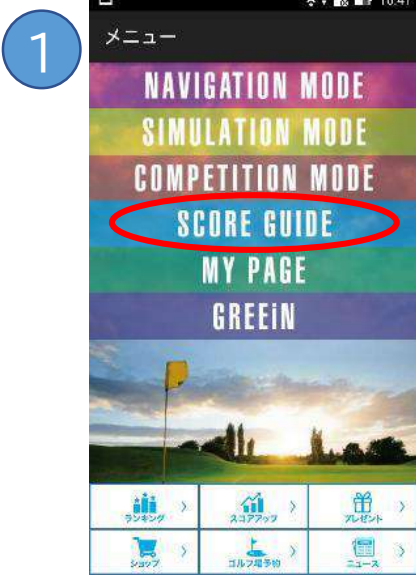 1
16:41
メニュー
NAVIGATION MODE
SIMULATION MODE
COMPETITION MODE
SCORE GUIDE
MY PAGE
GREEiN
ランキング
スコアアップ
プレゼント
ショップ
ゴルフ場予約
ニュース